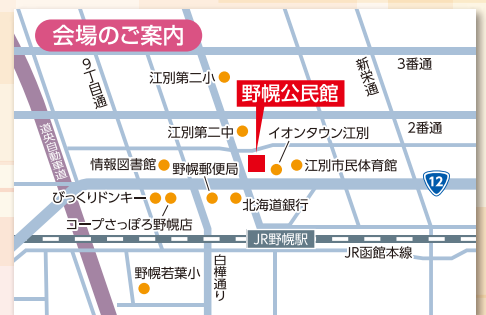 会場のご案内
9丁目通
江別第二小
新栄通
3番通
野幌公民館
道央自動車道
江別第二中
イオンタウン江別
2番通
情報図書館
野幌郵便局
江別市民体育館
12
びっくりドンキー
北海道銀行
コープさっぽろ野幌店
JR野幌駅
JR函館本線
野幌若葉小
白樺通り